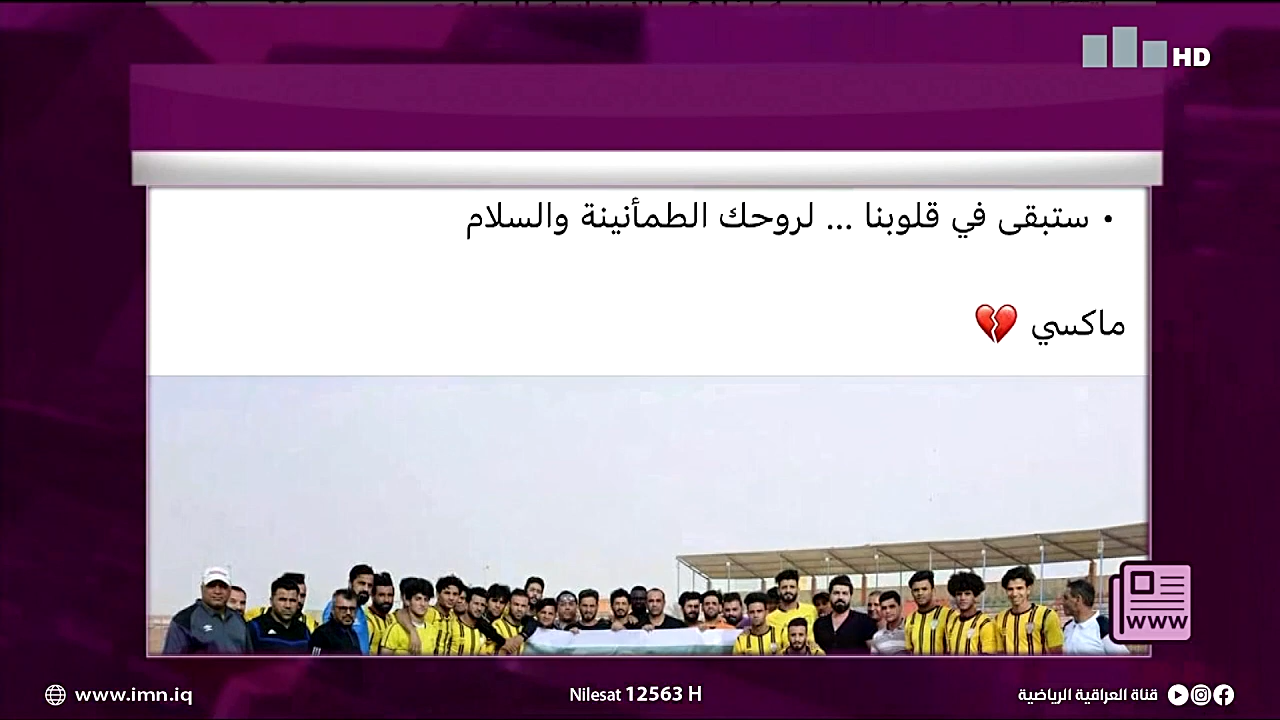 HD
• ستبقى في قلوبنا ... لروحك الطمأنينة والسلام
ماكسي 💔
www
www.imn.iq
Nilesat 12563 H
قناة العراقية الرياضية